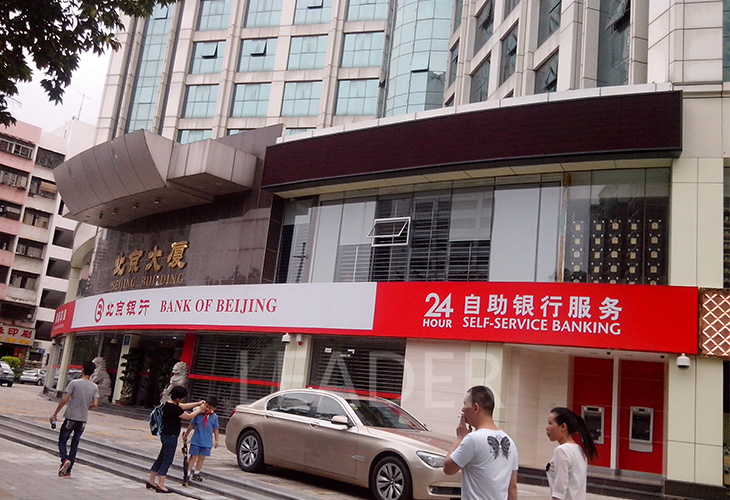 北京大厦
BEIJING BUILDING
北京银行 BANK OF BEIJING
24
HOUR
自助银行服务
SELF-SERVICE BANKING
LEADER